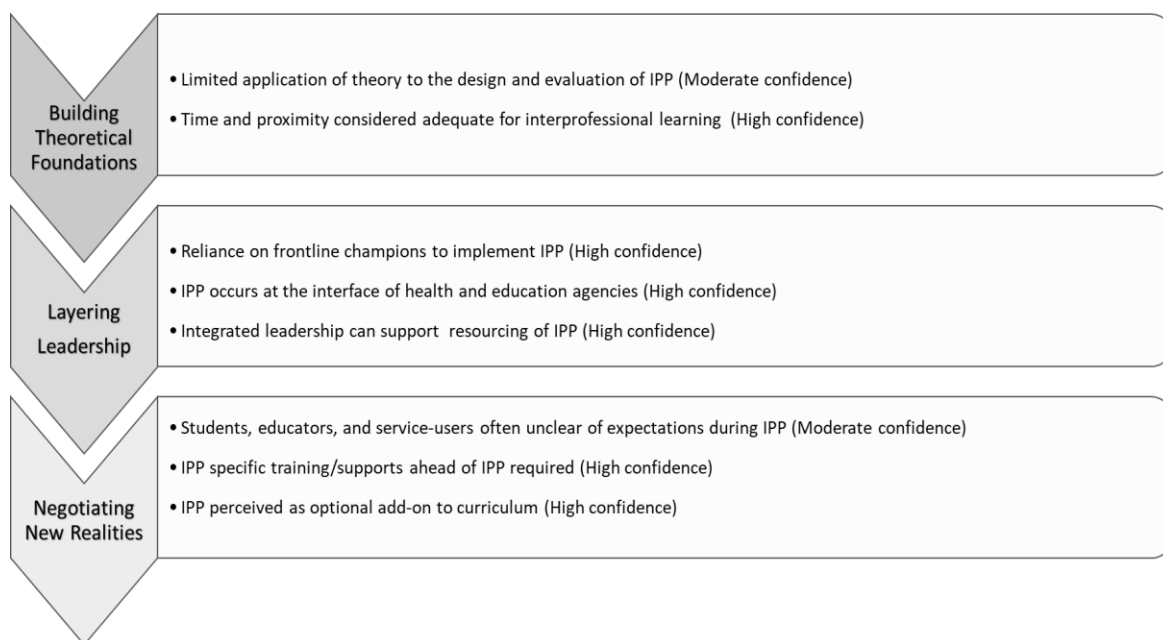 Building
Theoretical
Foundations
• Limited application of theory to the design and evaluation of IPP (Moderate confidence)
• Time and proximity considered adequate for interprofessional learning (High confidence)
Layering
Leadership
• Reliance on frontline champions to implement IPP (High confidence)
• IPP occurs at the interface of health and education agencies (High confidence)
• Integrated leadership can support resourcing of IPP (High confidence)
Negotiating
New Realities
• Students, educators, and service-users often unclear of expectations during IPP (Moderate confidence)
• IPP specific training/supports ahead of IPP required (High confidence)
• IPP perceived as optional add-on to curriculum (High confidence)